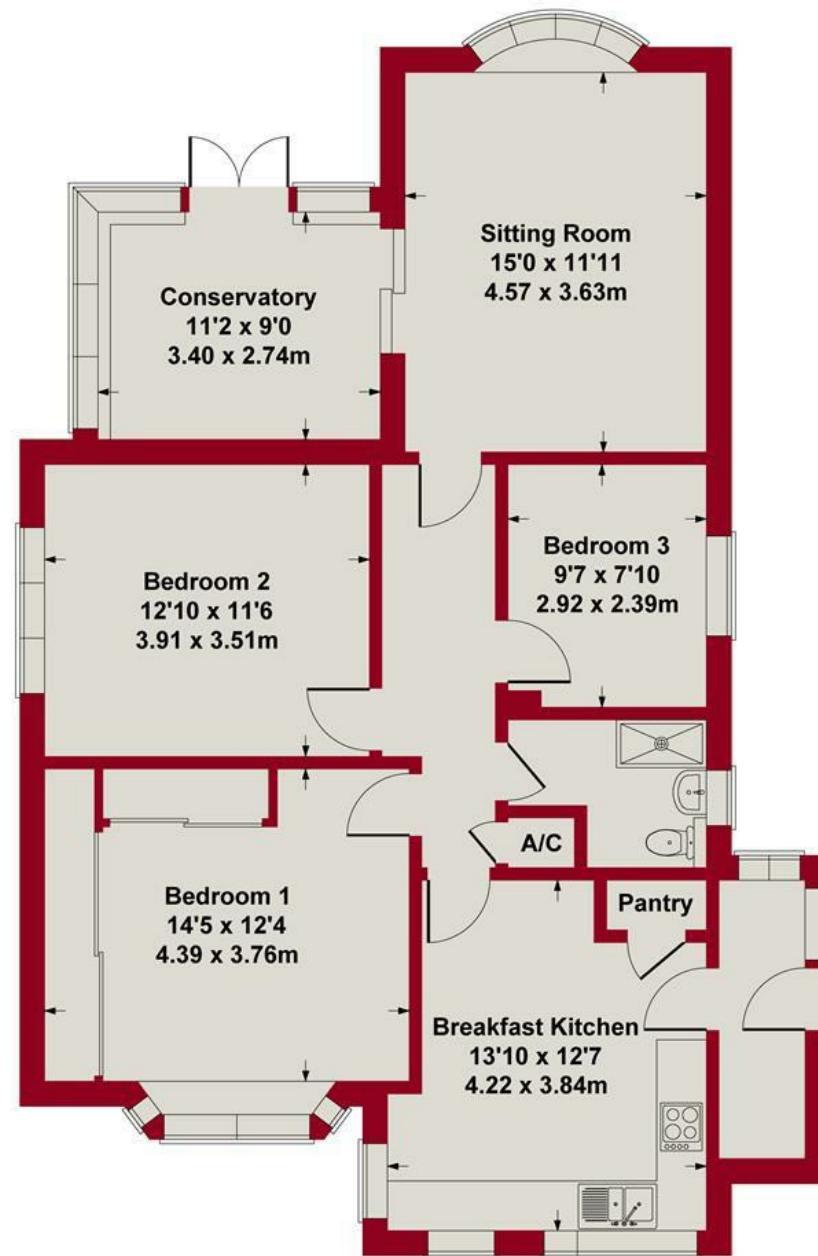 Sitting Room
15'0 x 11'11
4.57 x 3.63m
Conservatory
11'2 x 9'0
3.40 x 2.74m
Bedroom 3
9'7 x 7'10
2.92 x 2.39m
Bedroom 2
12'10 x 11'6
3.91 x 3.51m
A/C
Pantry
Bedroom 1
14'5 x 12'4
4.39 x 3.76m
Breakfast Kitchen
13'10 x 12'7
4.22 x 3.84m